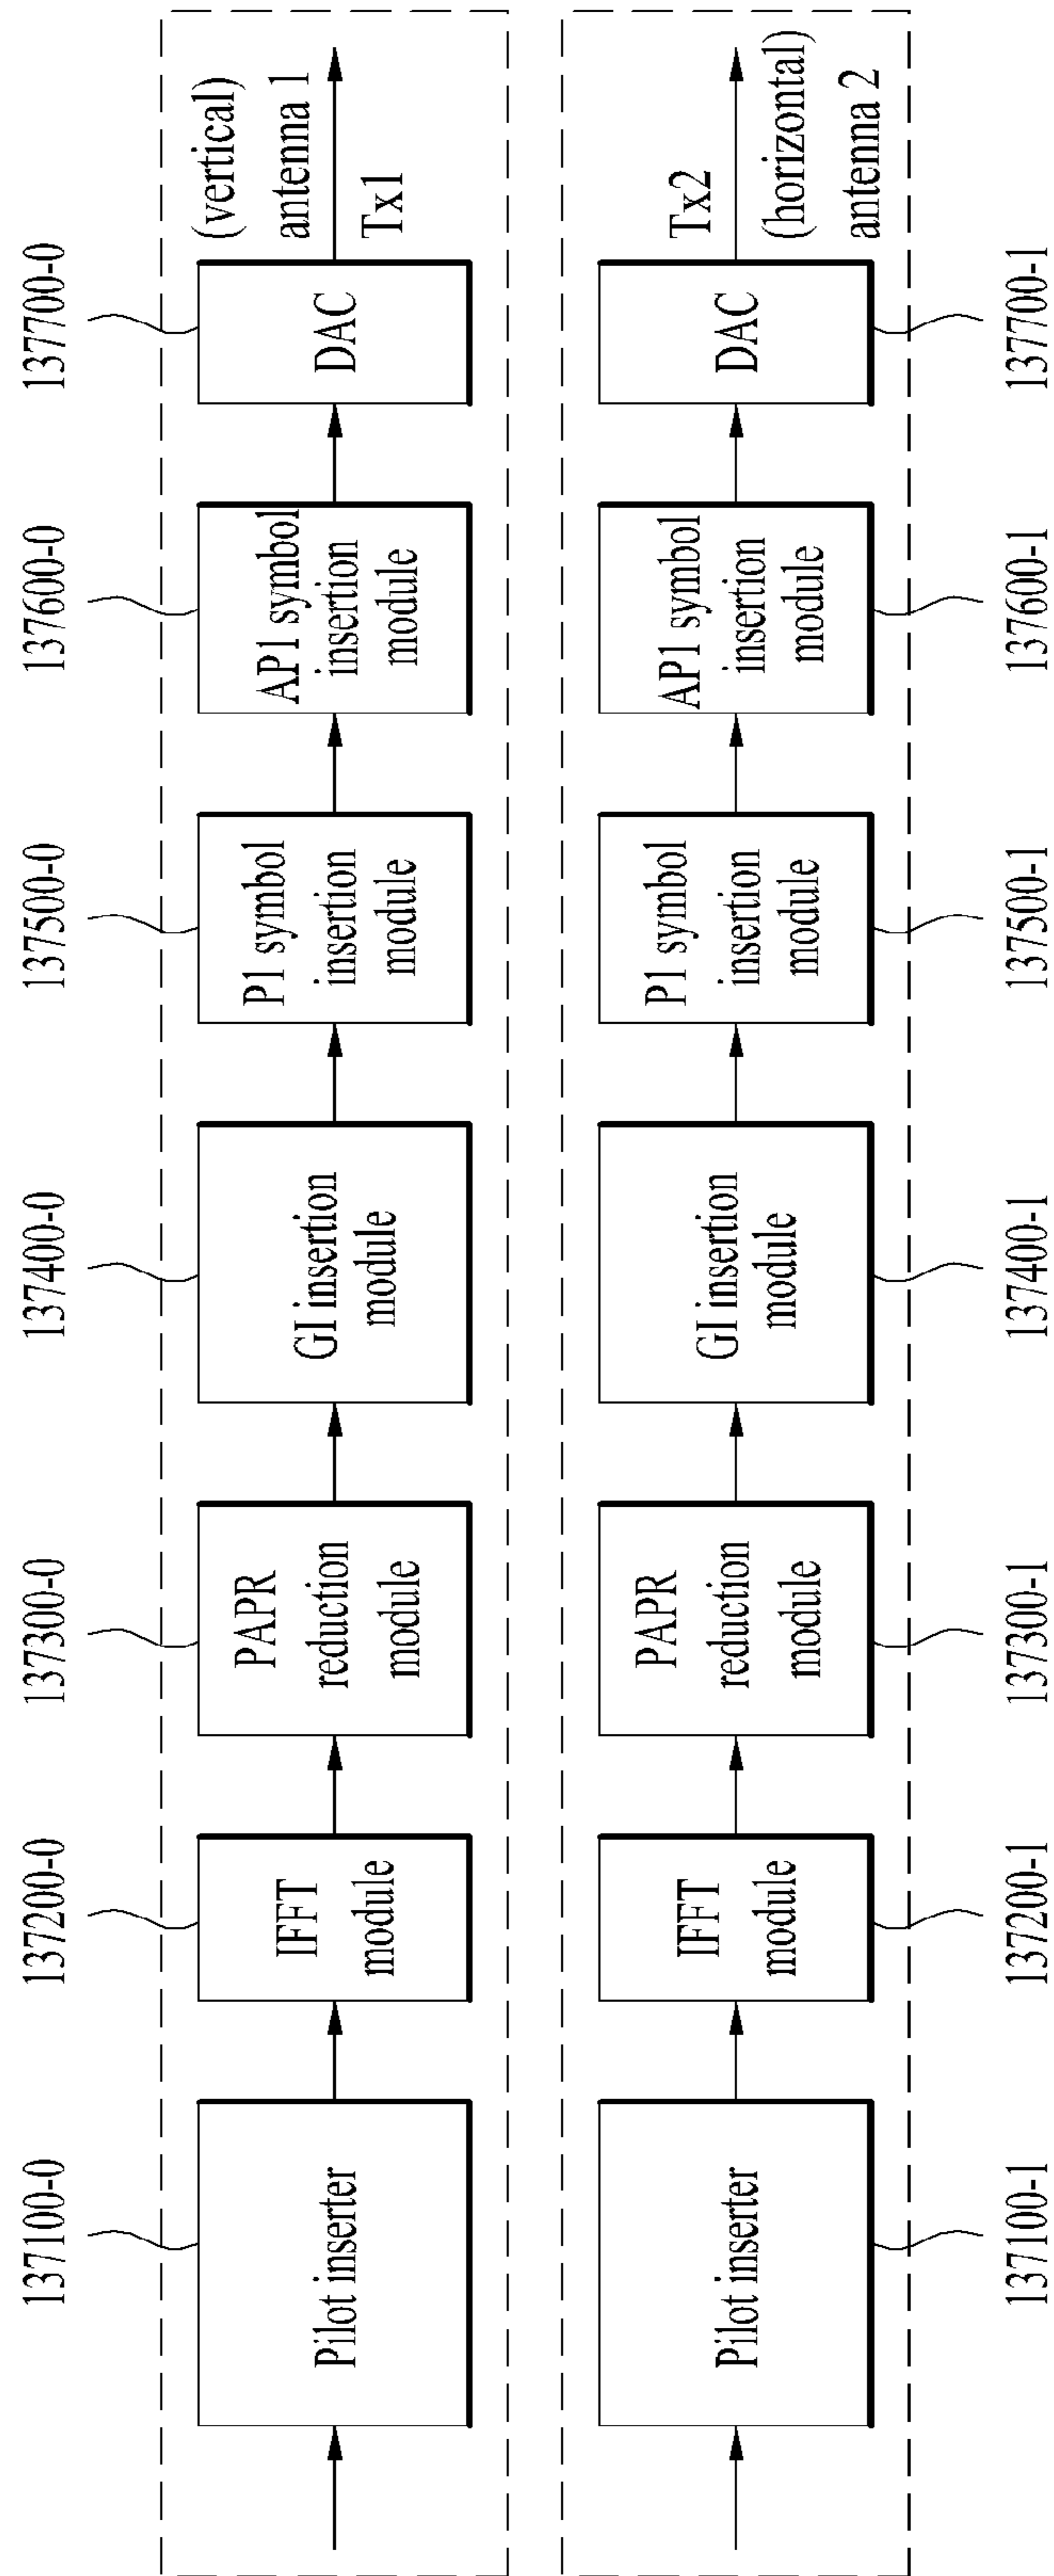 137100-0
137200-0
137300-0
137400-0
137500-0
137600-0
137700-0
Pilot inserter
IFFT
module
PAPR
reduction
module
GI insertion
module
P1 symbol
insertion
module
AP1 symbol
insertion
module
DAC
(vertical)
antenna 1
Tx1
Pilot inserter
IFFT
module
PAPR
reduction
module
GI insertion
module
P1 symbol
insertion
module
AP1 symbol
insertion
module
DAC
Tx2
(horizontal)
antenna 2
137100-1
137200-1
137300-1
137400-1
137500-1
137600-1
137700-1